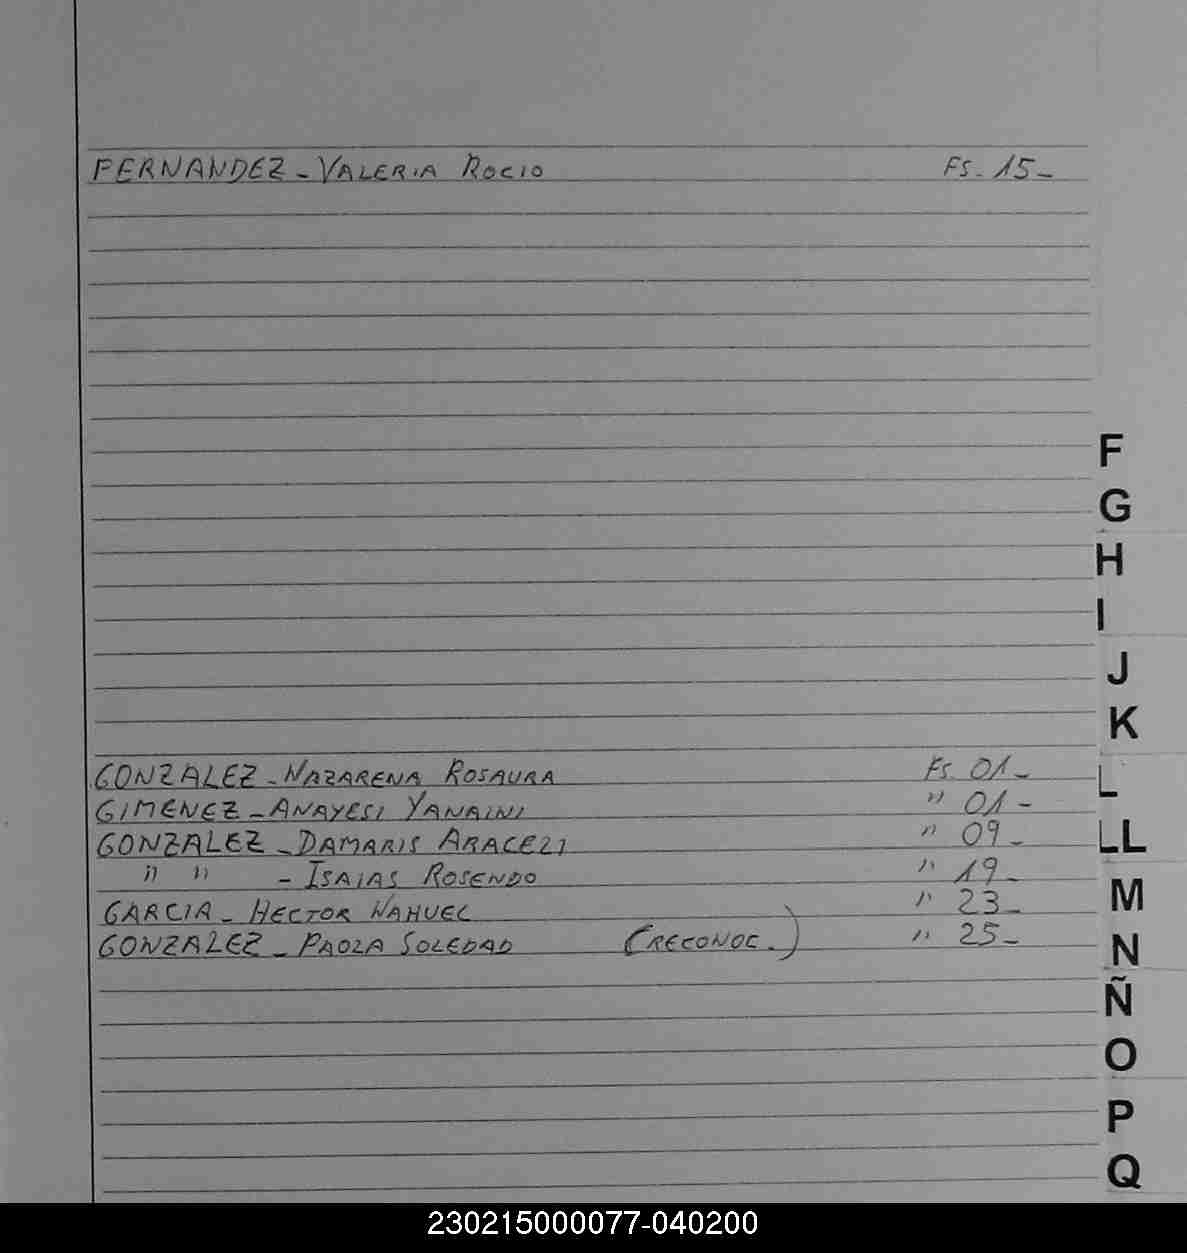 FERNANDEZ - VALERIA ROCIO FS. 15-
F
G
H
I
J
K
GONZALEZ - NAZARENA ROSAURA FS. 01-
L
GIMENEZ - ANAYESI YANAINI " 01-
GONZALEZ - DAMARIS ARACELI " 09-
LL
" " - ISAIAS ROSENDO " 19-
GARCIA - HECTOR NAHUEL " 23-
M
GONZALEZ - PAOLA SOLEDAD (RECONOC.) " 25-
N
Ñ
O
P
Q
230215000077-040200